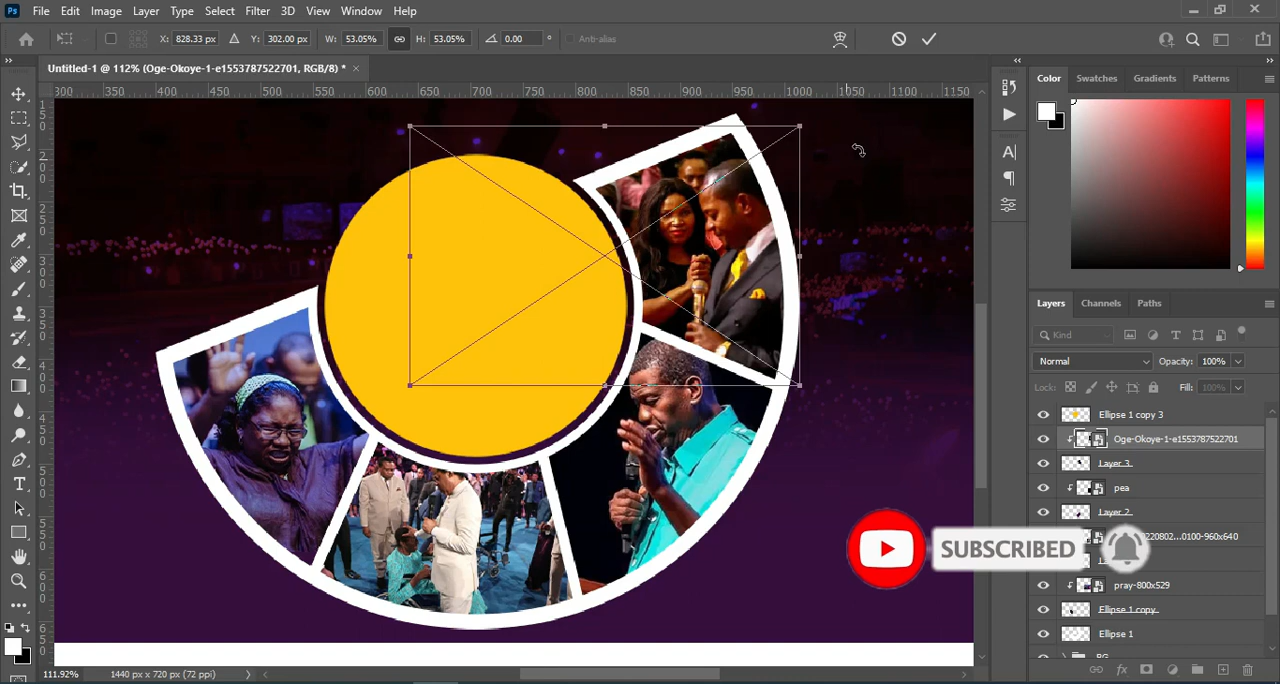 Ps File Edit Image Layer Type Select Filter 3D View Window Help
X: 828.33 px Y: 302.00 px W: 53.05% H: 53.05% 0.00 ° Anti-alias
Untitled-1 @ 112% (Oge-Okoye-1-e1553787522701, RGB/8) * ×
300 350 400 450 500 550 600 650 700 750 800 850 900 950 1000 1050 1100 1150
Color Swatches Gradients Patterns
Layers Channels Paths
Kind
Normal Opacity: 100%
Lock: Fill: 100%
Ellipse 1 copy 3
Oge-Okoye-1-e1553787522701
Layer 3
pea
Layer 2
220802...0100-960x640
pray-800x529
Ellipse 1 copy
Ellipse 1
SUBSCRIBED
111.92% 1440 px x 720 px (72 ppi)